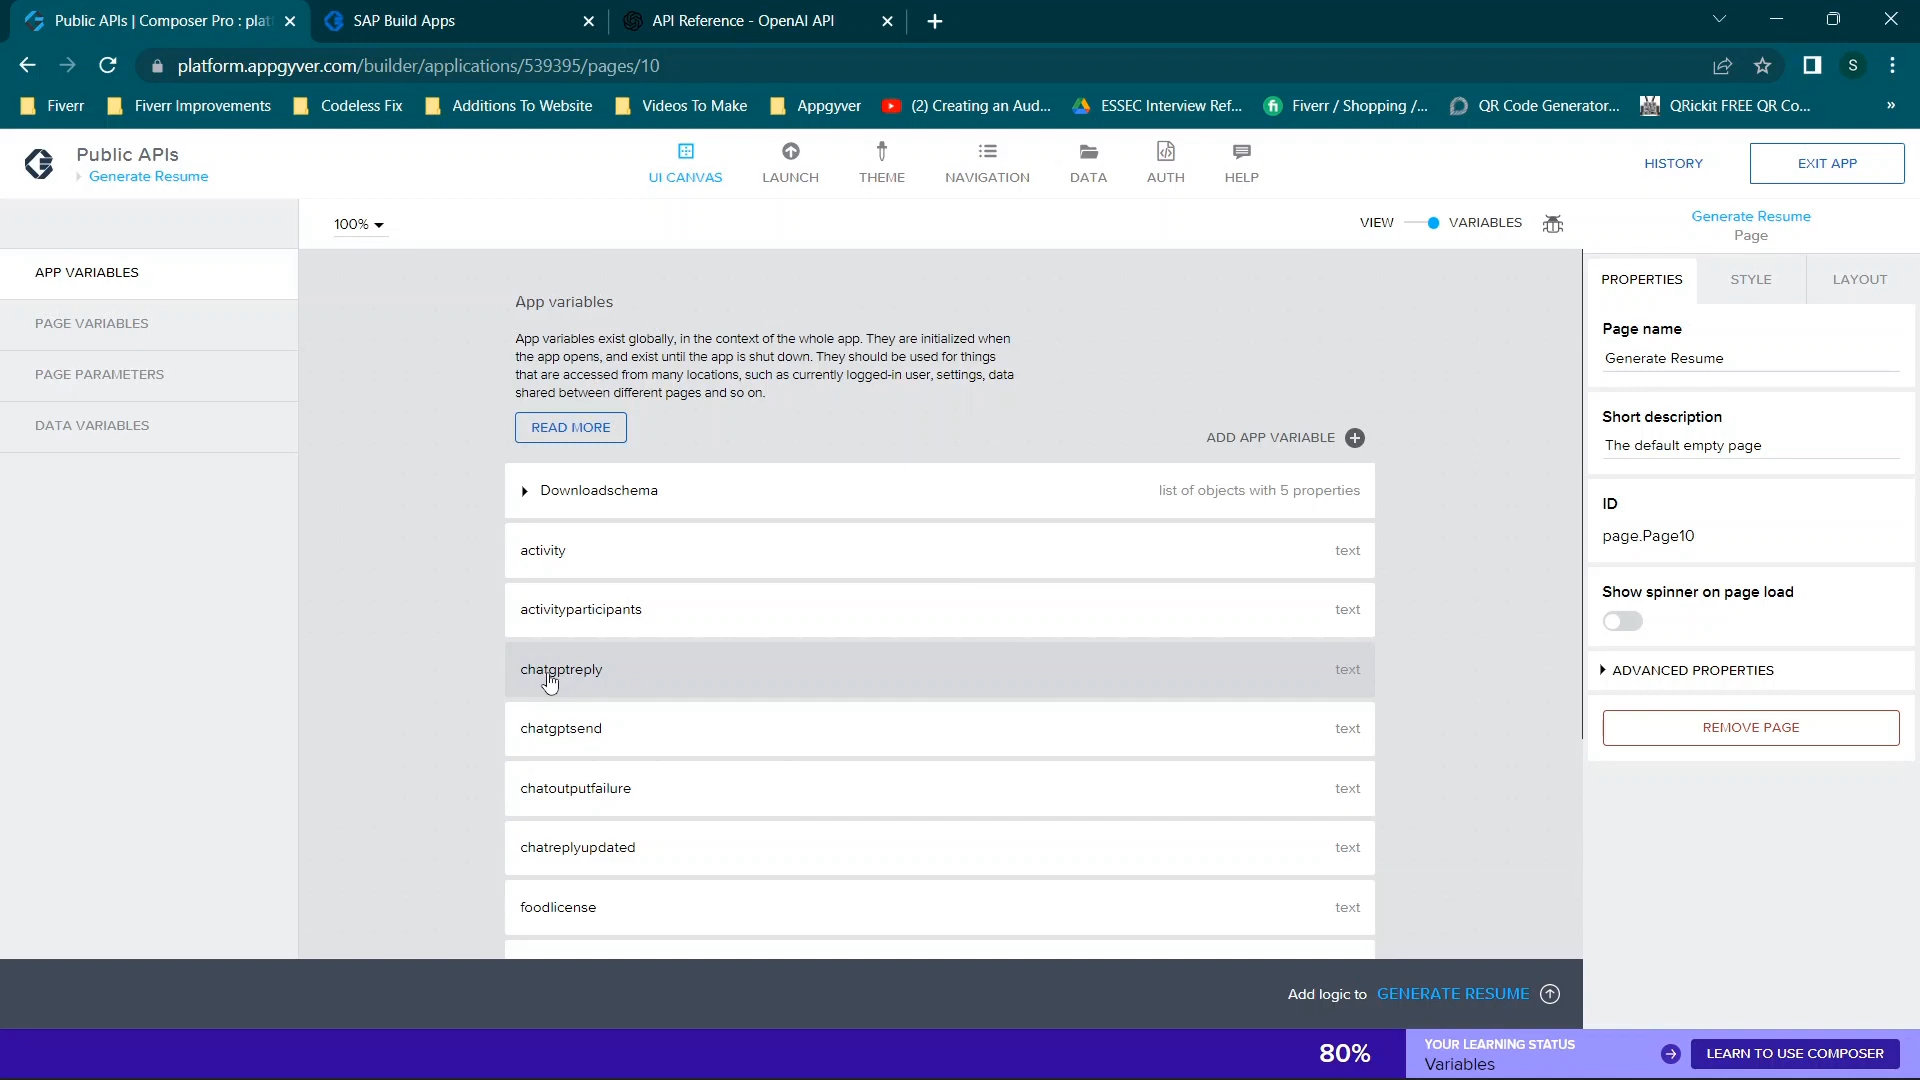 Public APIs | Composer Pro : plat
SAP Build Apps
API Reference - OpenAI API
platform.appgyver.com/builder/applications/539395/pages/10
S
Fiverr
Fiverr Improvements
Codeless Fix
Additions To Website
Videos To Make
Appgyver
(2) Creating an Aud...
ESSEC Interview Ref...
Fiverr / Shopping /...
QR Code Generator...
QRickit FREE QR Co...
»
Public APIs
Generate Resume
UI CANVAS
LAUNCH
THEME
NAVIGATION
DATA
AUTH
HELP
HISTORY
EXIT APP
100%
VIEW
VARIABLES
Generate Resume
Page
APP VARIABLES
PAGE VARIABLES
PAGE PARAMETERS
DATA VARIABLES
App variables
App variables exist globally, in the context of the whole app. They are initialized when
the app opens, and exist until the app is shut down. They should be used for things
that are accessed from many locations, such as currently logged-in user, settings, data
shared between different pages and so on.
READ MORE
ADD APP VARIABLE
Downloadschema
list of objects with 5 properties
activity
text
activityparticipants
text
chatgptreply
text
chatgptsend
text
chatoutputfailure
text
chatreplyupdated
text
foodlicense
text
PROPERTIES
STYLE
LAYOUT
Page name
Generate Resume
Short description
The default empty page
ID
page.Page10
Show spinner on page load
ADVANCED PROPERTIES
REMOVE PAGE
Add logic to GENERATE RESUME
80%
YOUR LEARNING STATUS
Variables
LEARN TO USE COMPOSER